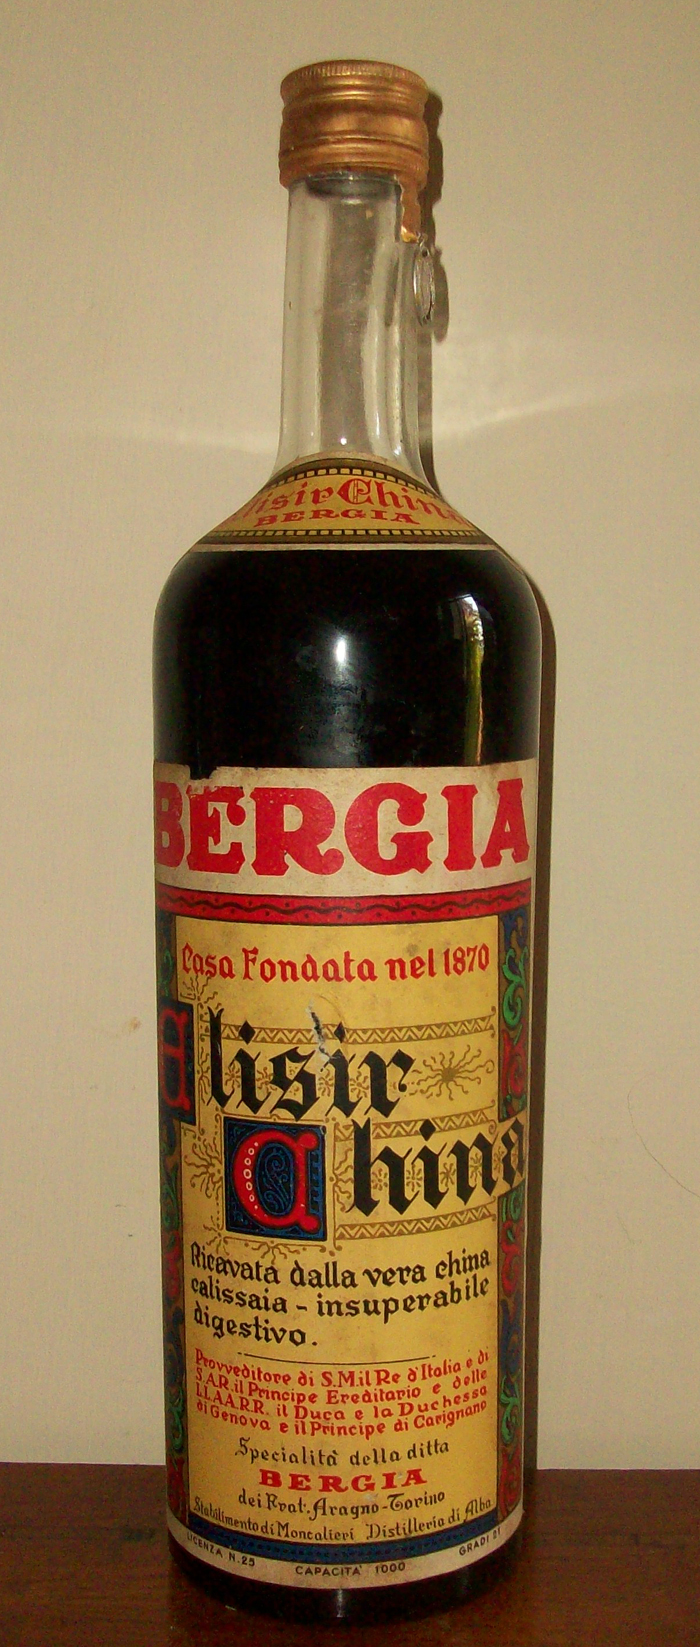 lisir China
BERGIA
BERGIA
Casa Fondata nel 1870
Elisir
China
Ricavata dalla vera china
calissaia - insuperabile
digestivo.
Provveditore di S.M.il Re d'Italia e di
S.A.R.il Principe Ereditario e delle
LL.AA.R.R. il Duca e la Duchessa
di Genova e il Principe di Carignano
Specialità della ditta
BERGIA
dei Frat. Aragno-Torino
Stabilimento di Moncalieri Distilleria di Alba
LICENZA N.25 CAPACITA' 1000 GRADI 21